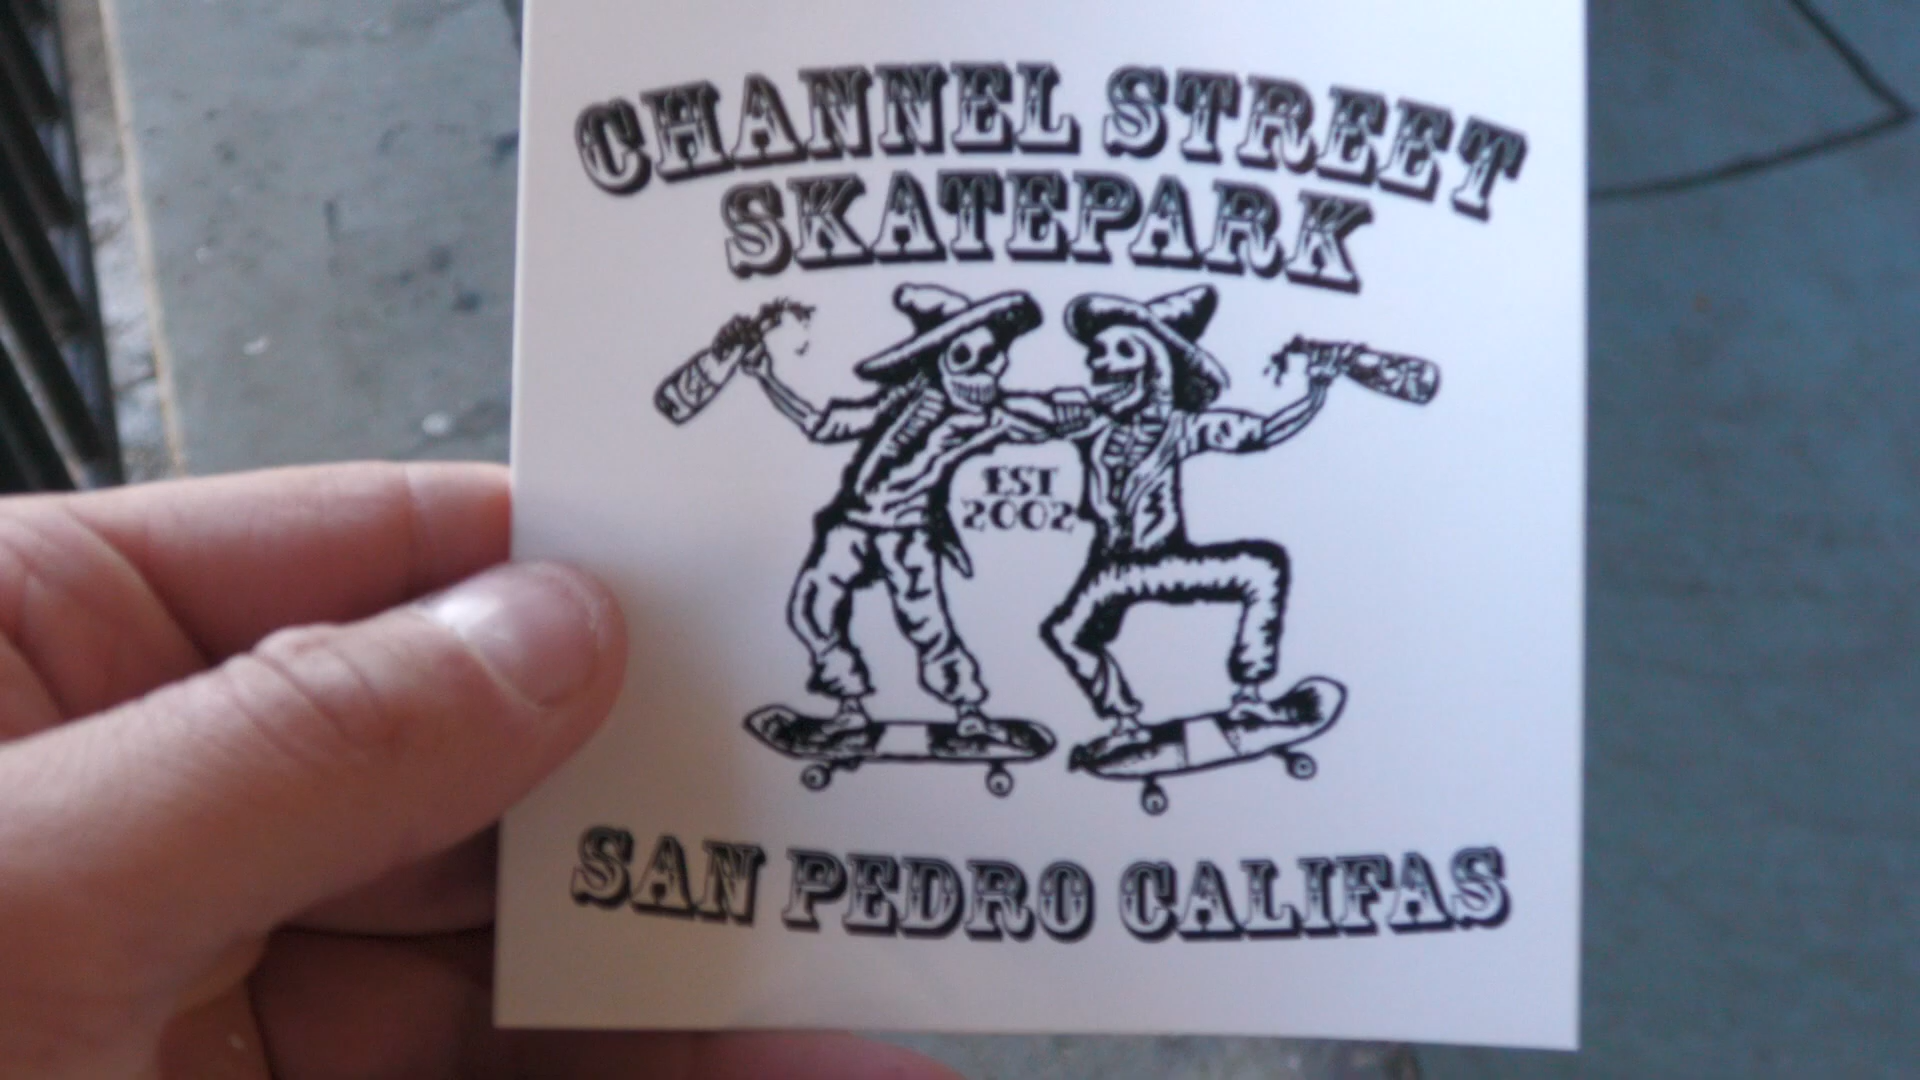 CHANNEL STREET
SKATEPARK
EST
2002
SAN PEDRO CALIFAS